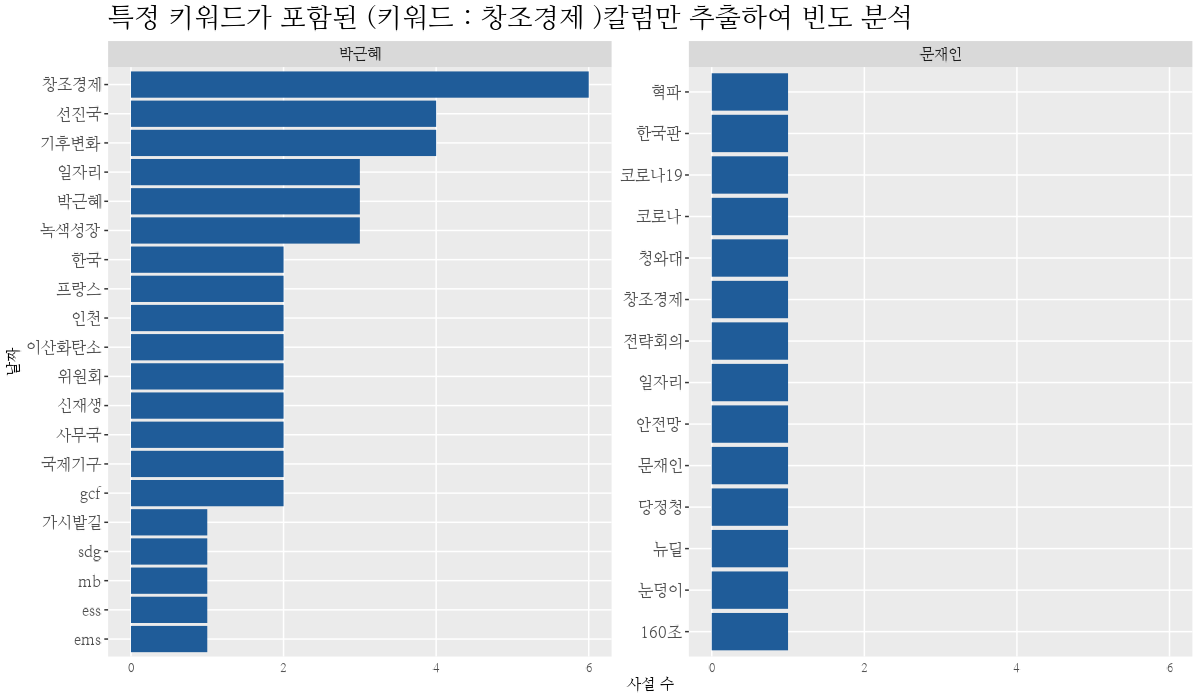 특정 키워드가 포함된 (키워드 : 창조경제 )칼럼만 추출하여 빈도 분석
박근혜
창조경제
선진국
기후변화
일자리
박근혜
녹색성장
한국
프랑스
인천
이산화탄소
위원회
신재생
사무국
국제기구
gcf
가시밭길
sdg
mb
ess
ems
0 2 4 6
문재인
혁파
한국판
코로나19
코로나
청와대
창조경제
전략회의
일자리
안전망
문재인
당정청
뉴딜
눈덩이
160조
0 2 4 6
날짜
사설 수